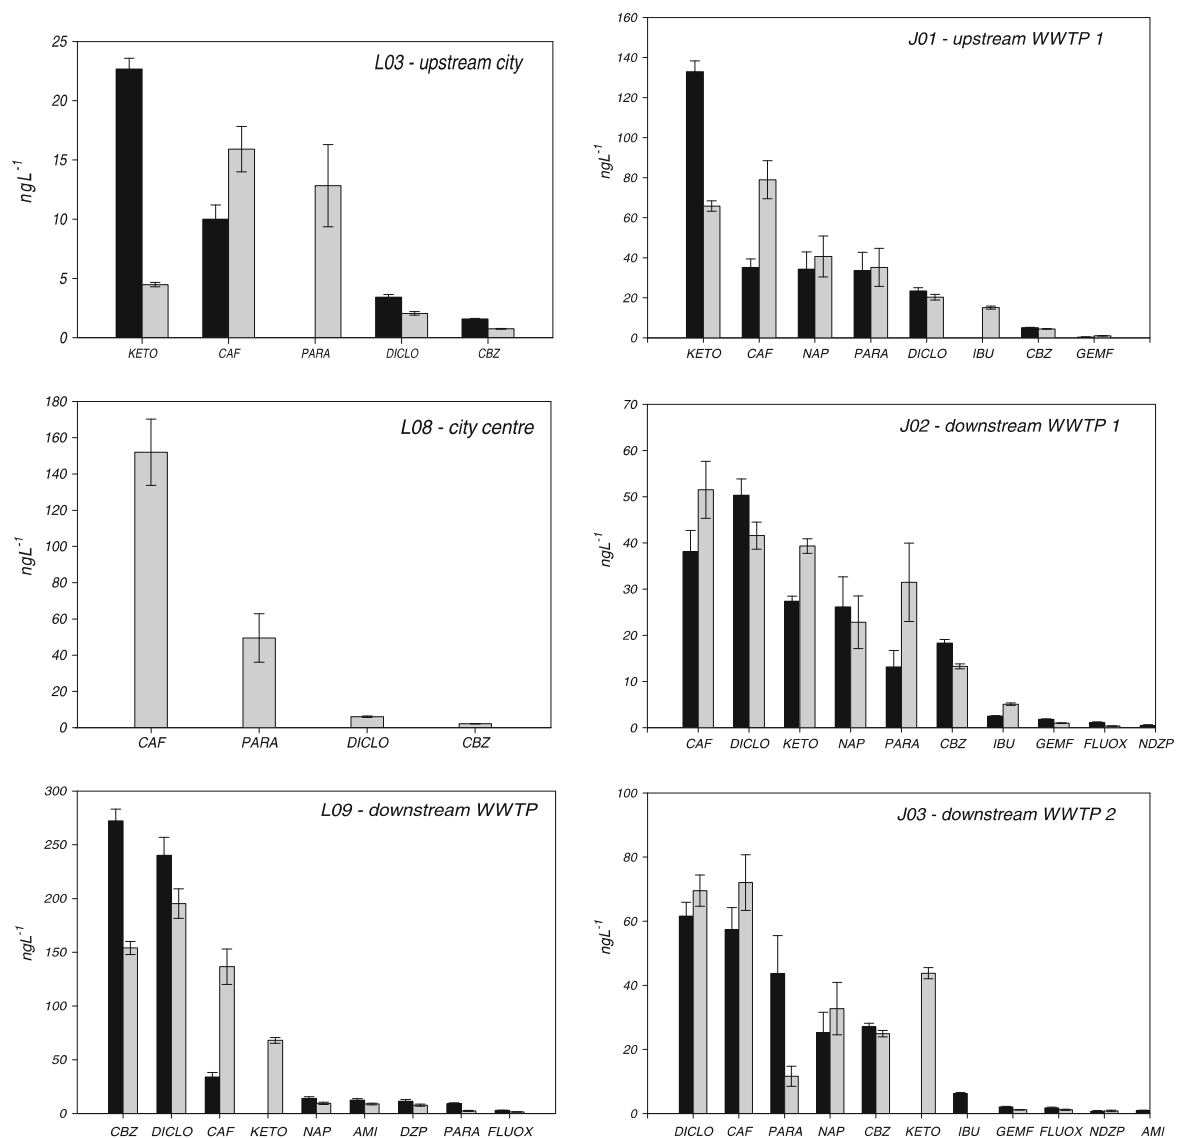 L03 - upstream city
25
20
15
10
5
0
ngL-1
KETO CAF PARA DICLO CBZ
J01 - upstream WWTP 1
160
140
120
100
80
60
40
20
0
ngL-1
KETO CAF NAP PARA DICLO IBU CBZ GEMF
L08 - city centre
180
160
140
120
100
80
60
40
20
0
ngL-1
CAF PARA DICLO CBZ
J02 - downstream WWTP 1
70
60
50
40
30
20
10
0
ngL-1
CAF DICLO KETO NAP PARA CBZ IBU GEMF FLUOX NDZP
L09 - downstream WWTP
300
250
200
150
100
50
0
ngL-1
CBZ DICLO CAF KETO NAP AMI DZP PARA FLUOX
J03 - downstream WWTP 2
100
80
60
40
20
0
ngL-1
DICLO CAF PARA NAP CBZ KETO IBU GEMF FLUOX NDZP AMI